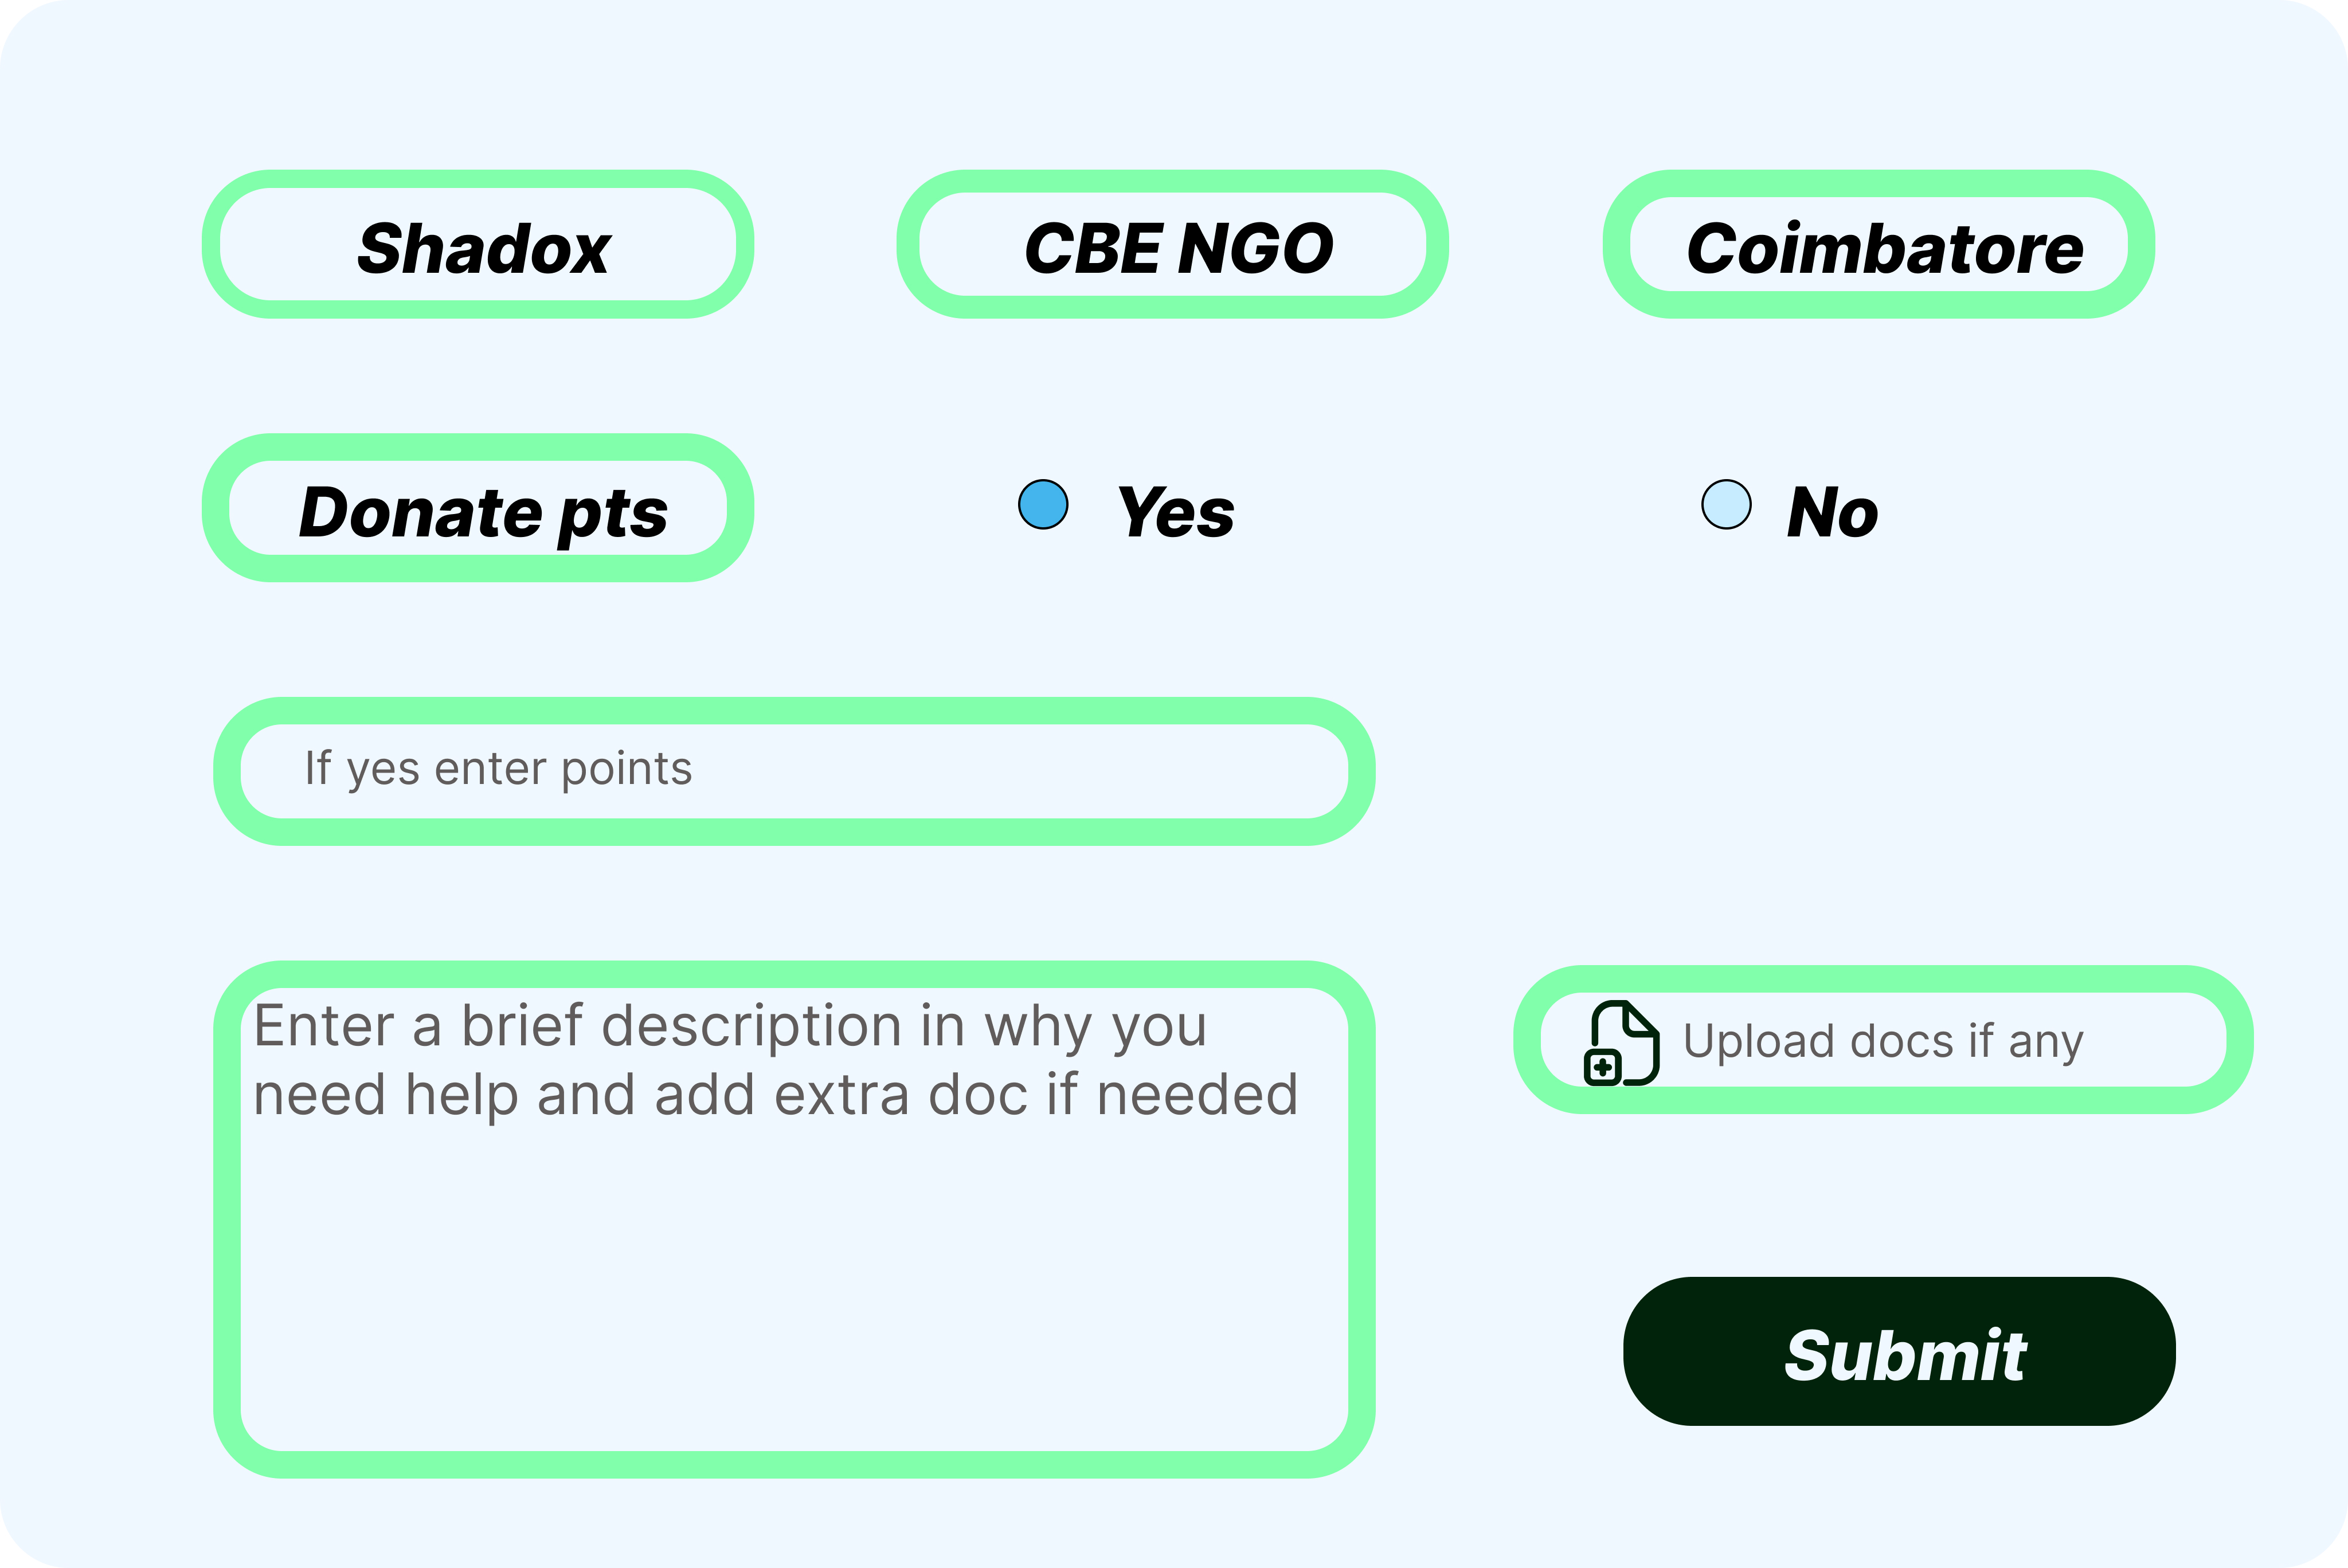 Shadox
CBE NGO
Coimbatore
Donate pts
Yes
No
If yes enter points
Enter a brief description in why you
need help and add extra doc if needed
Upload docs if any
Submit